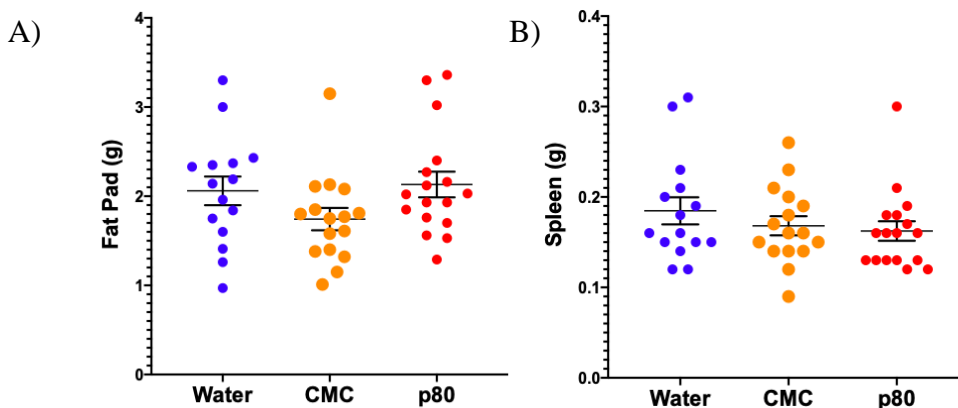 A)
Fat Pad (g)
4
3
2
1
0
Water CMC p80
B)
Spleen (g)
0.4
0.3
0.2
0.1
0.0
Water CMC p80